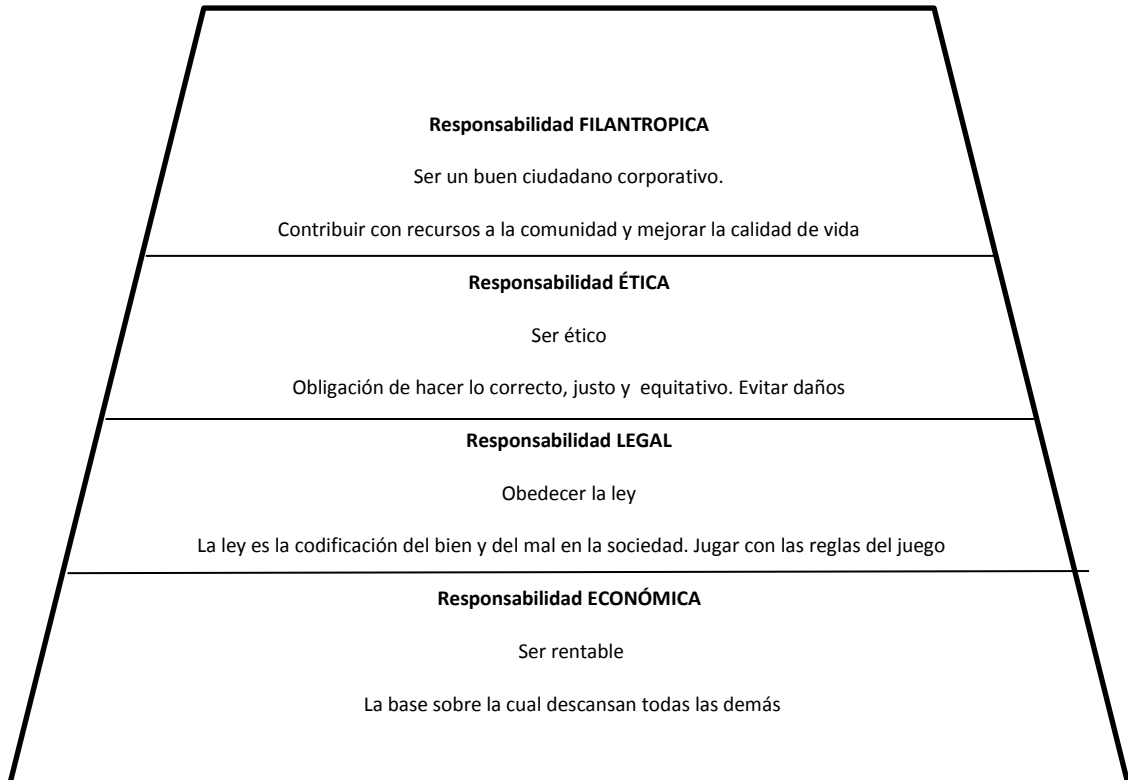 Responsabilidad FILANTROPICA
Ser un buen ciudadano corporativo.
Contribuir con recursos a la comunidad y mejorar la calidad de vida
Responsabilidad ÉTICA
Ser ético
Obligación de hacer lo correcto, justo y  equitativo. Evitar daños
Responsabilidad LEGAL
Obedecer la ley
La ley es la codificación del bien y del mal en la sociedad. Jugar con las reglas del juego
Responsabilidad ECONÓMICA
Ser rentable
La base sobre la cual descansan todas las demás